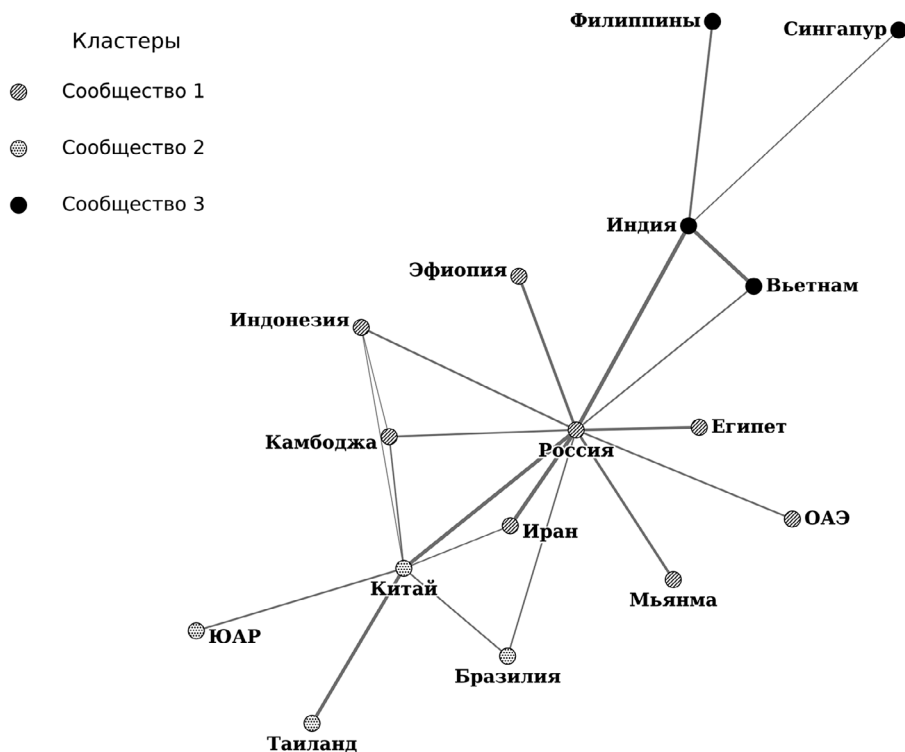 Филиппины
Сингапур
Кластеры
Сообщество 1
Сообщество 2
Сообщество 3
Индия
Эфиопия
Вьетнам
Индонезия
Египет
Камбоджа
Россия
ОАЭ
Иран
Китай
Мьянма
ЮАР
Бразилия
Таиланд